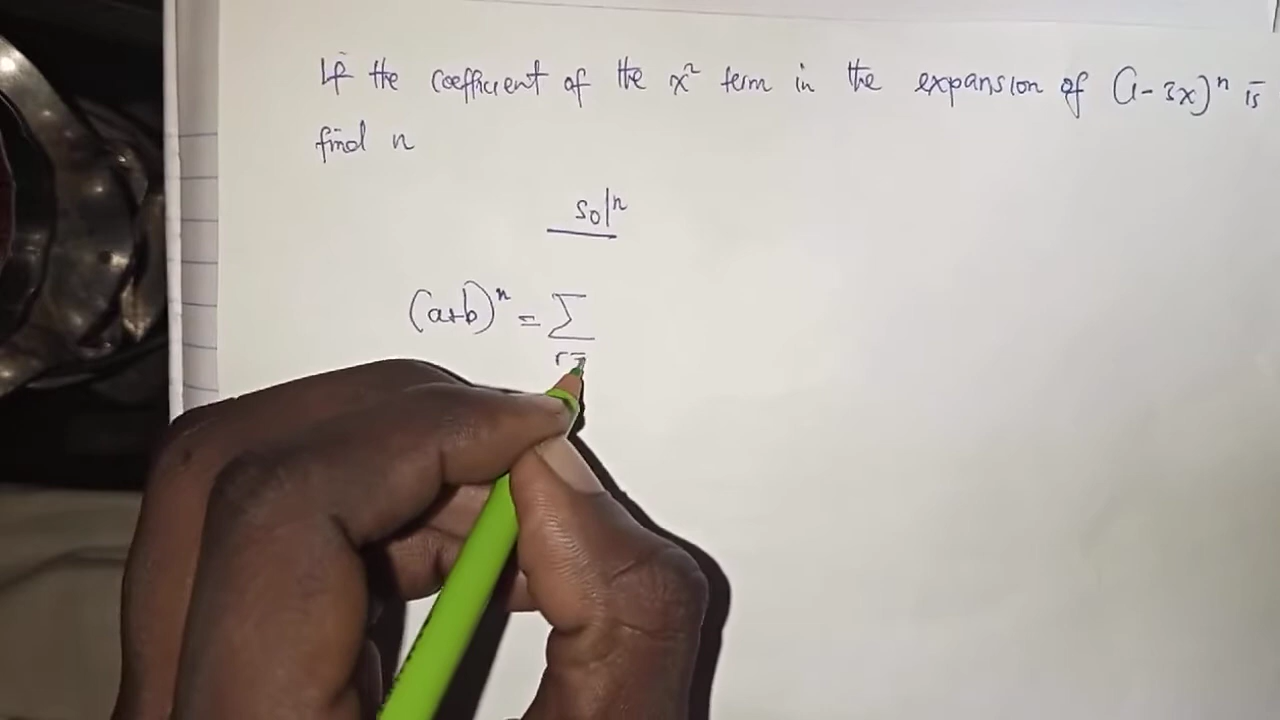 If the coefficient of the x² term in the expansion of (1-3x)ⁿ is
find n
solⁿ
(a+b)ⁿ = Σ
r=